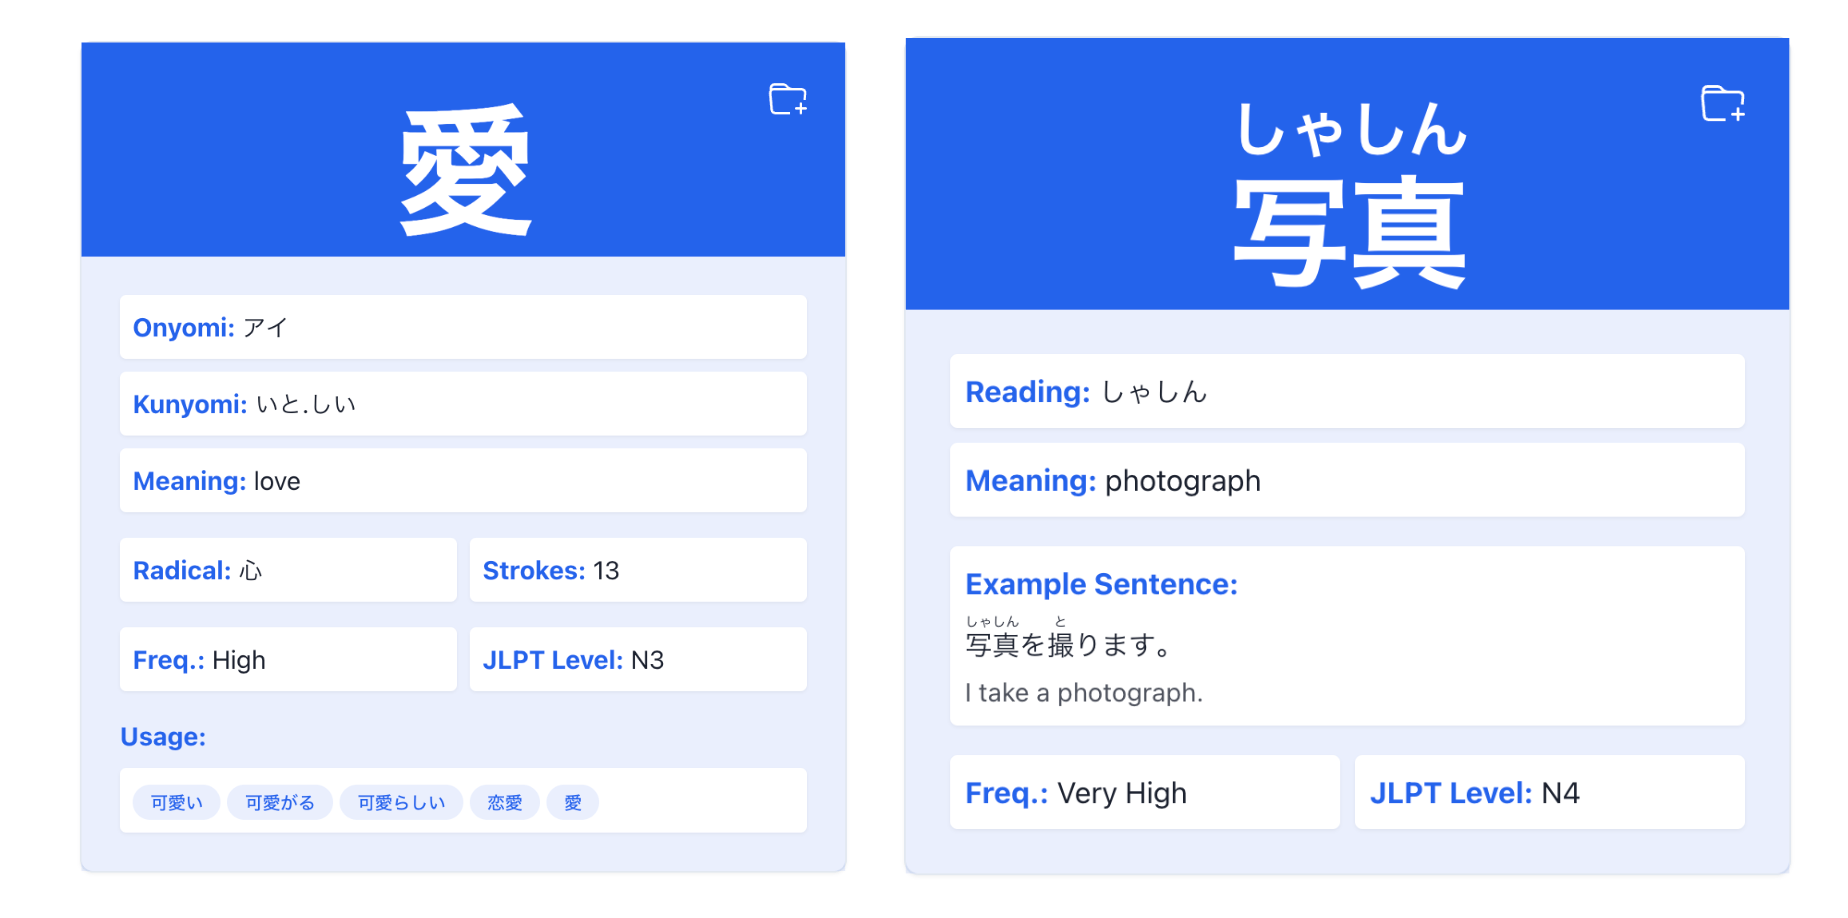 愛
Onyomi: アイ
Kunyomi: いと.しい
Meaning: love
Radical: 心
Strokes: 13
Freq.: High
JLPT Level: N3
Usage:
可愛い 可愛がる 可愛らしい 恋愛 愛
しゃしん
写真
Reading: しゃしん
Meaning: photograph
Example Sentence:
しゃしん と
写真を撮ります。
I take a photograph.
Freq.: Very High
JLPT Level: N4